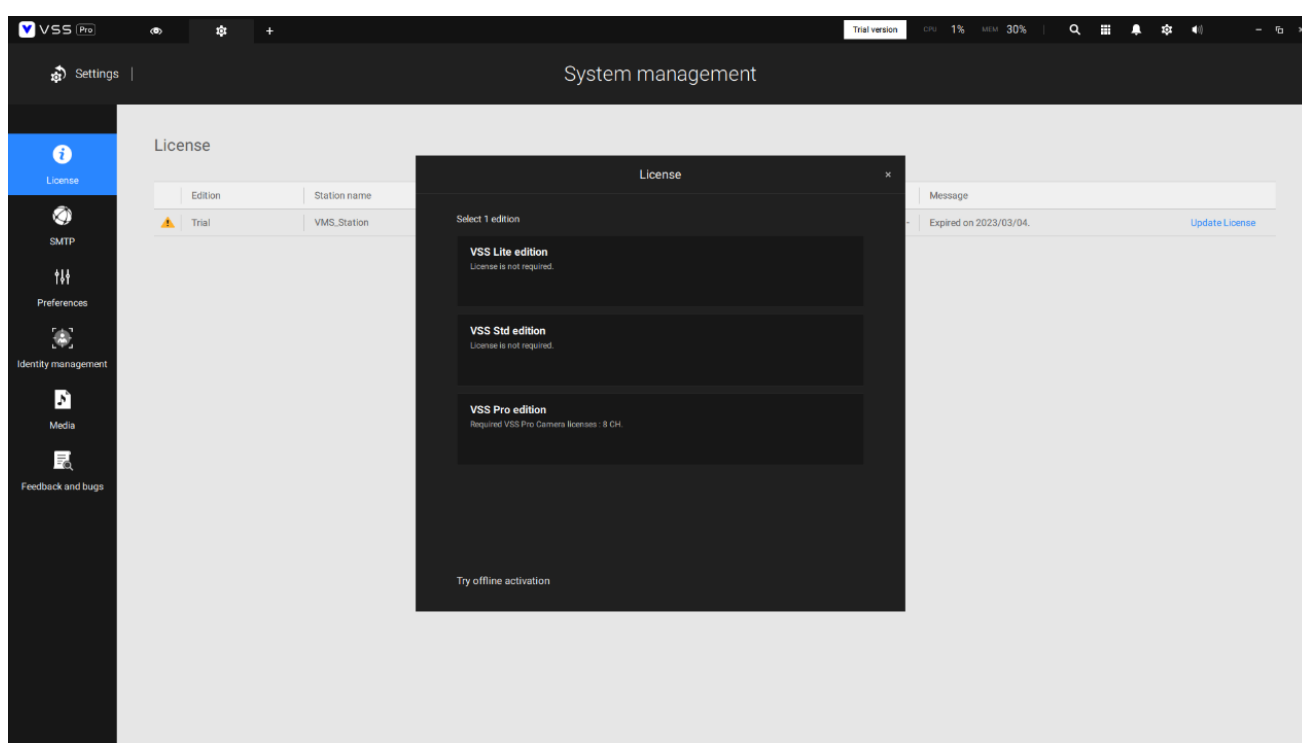 VSS Pro
Trial version
CPU 1% MEM 30%
Settings
System management
License
SMTP
Preferences
Identity management
Media
Feedback and bugs
License
Edition Station name Message
Trial VMS_Station - Expired on 2023/03/04. Update License
License
Select 1 edition
VSS Lite edition
License is not required.
VSS Std edition
License is not required.
VSS Pro edition
Required VSS Pro Camera licenses : 8 CH.
Try offline activation